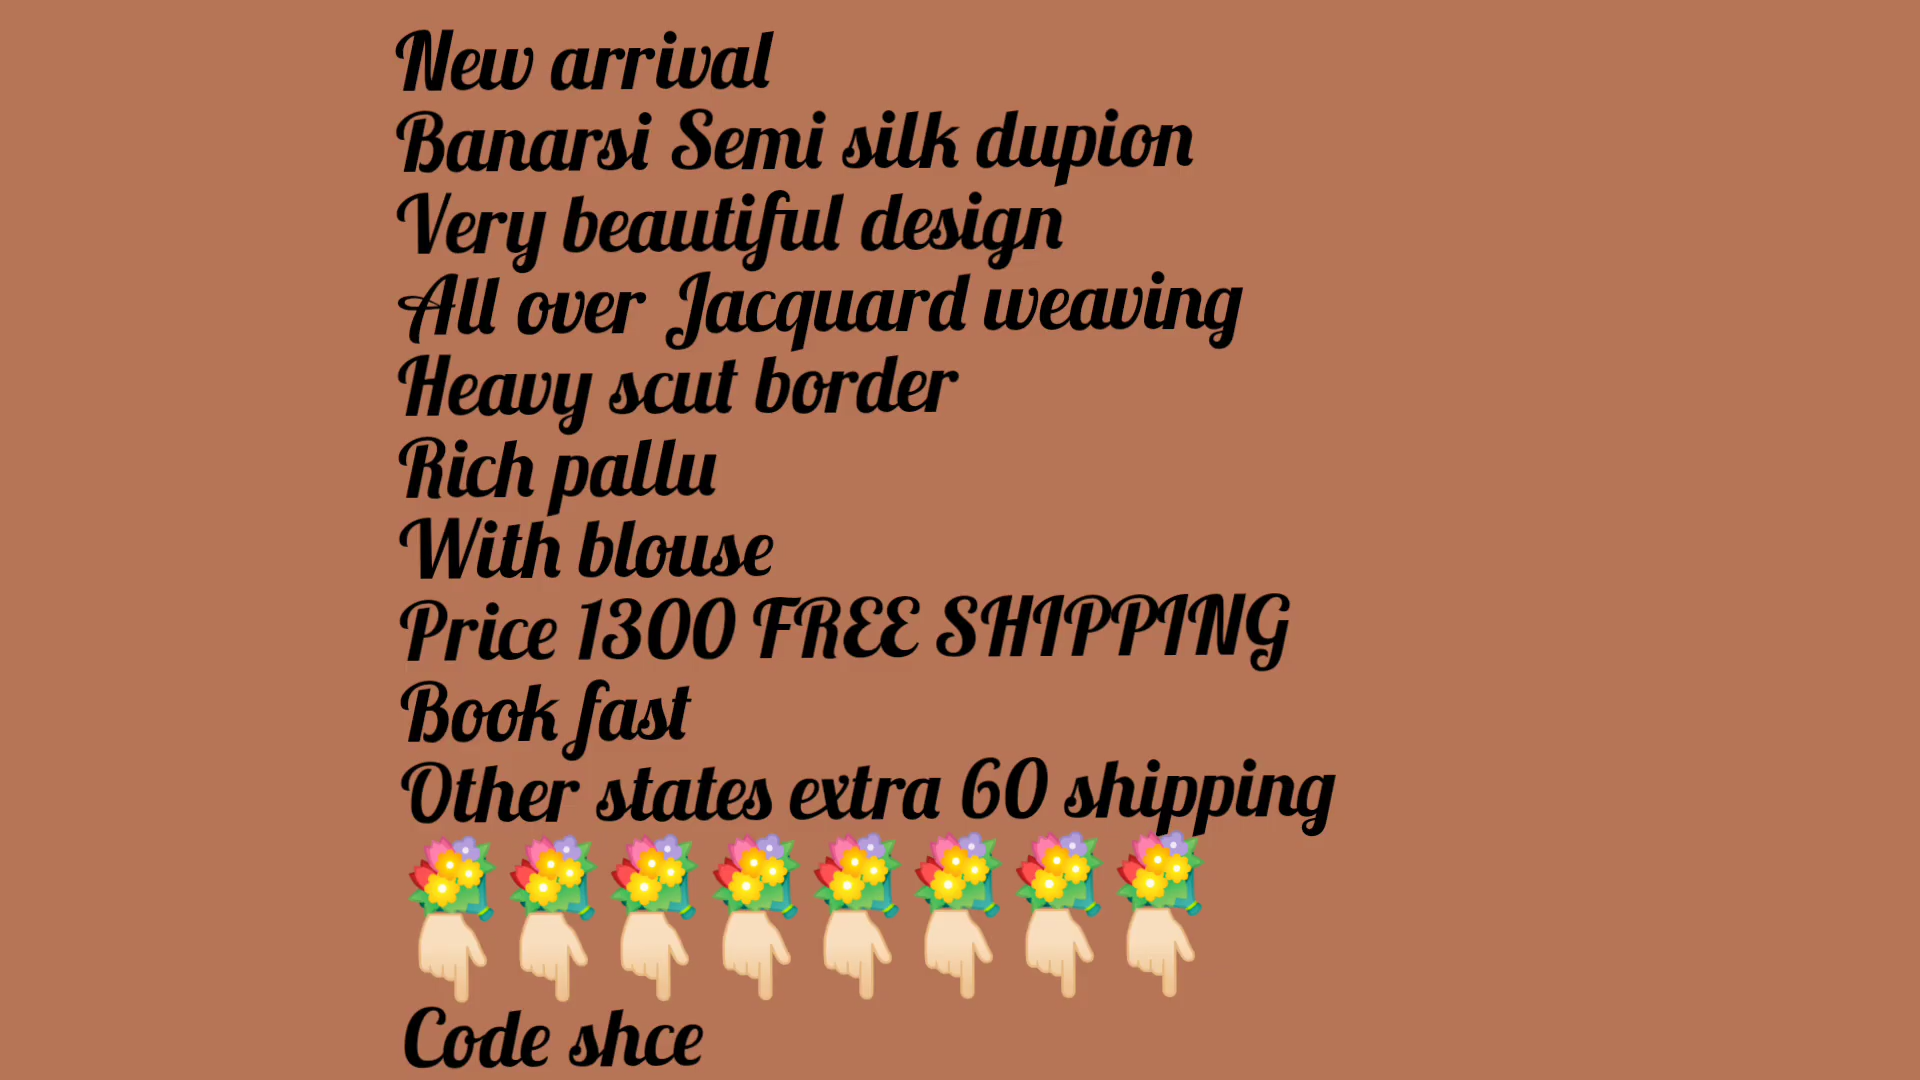 New arrival
Banarsi Semi silk dupion
Very beautiful design
All over Jacquard weaving
Heavy scut border
Rich pallu
With blouse
Price 1300 FREE SHIPPING
Book fast
Other states extra 60 shipping
💐💐💐💐💐💐💐💐
👇🏻👇🏻👇🏻👇🏻👇🏻👇🏻👇🏻👇🏻
Code shce